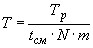 T = Tр / (tсм · N · m)